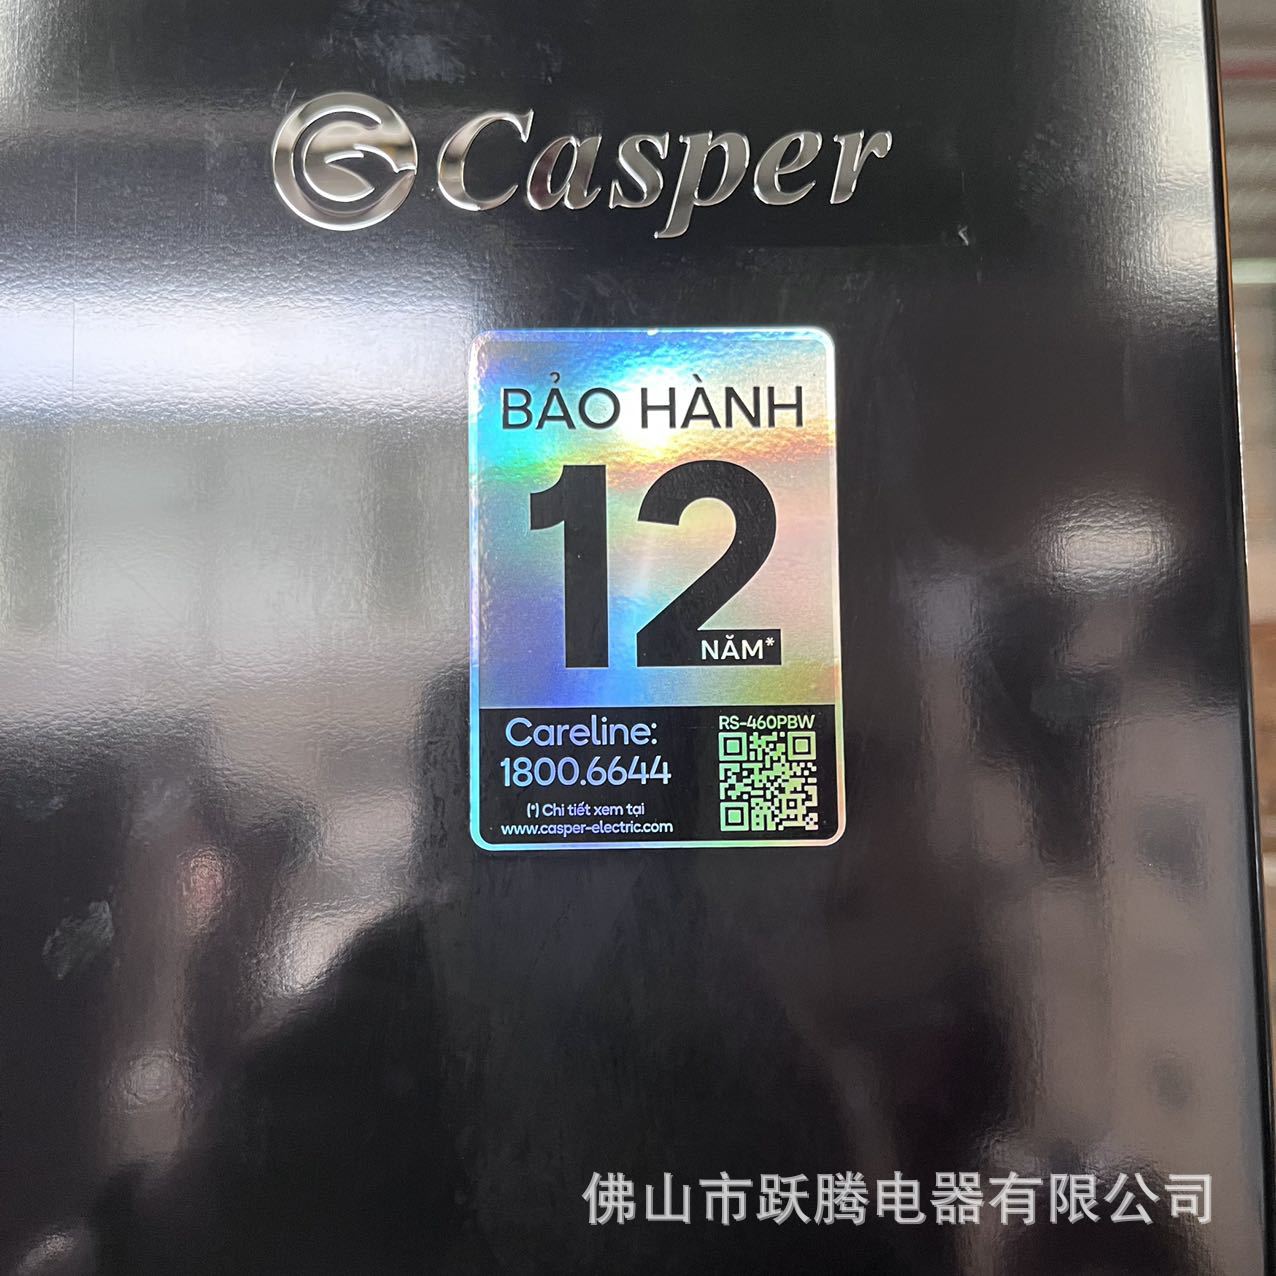 Casper
BẢO HÀNH
12
NĂM*
Careline:
1800.6644
(*) Chi tiết xem tại
www.casper-electric.com
RS-460PBW
佛山市跃腾电器有限公司